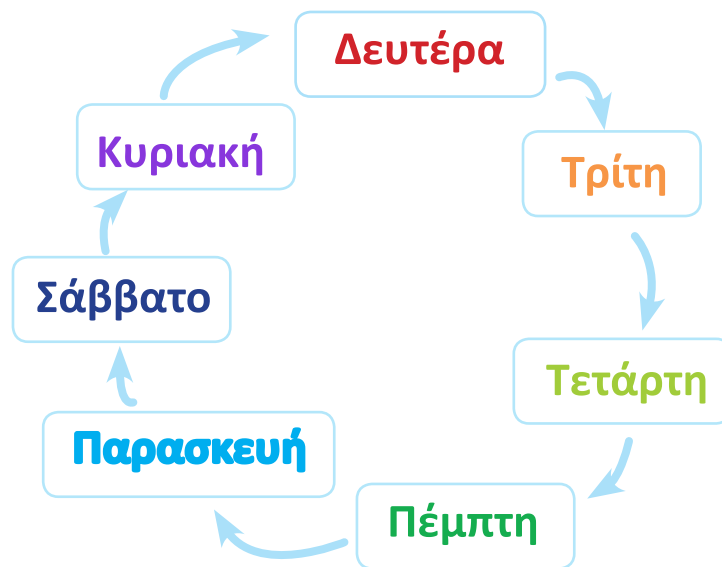 Δευτέρα
Τρίτη
Τετάρτη
Πέμπτη
Παρασκευή
Σάββατο
Κυριακή